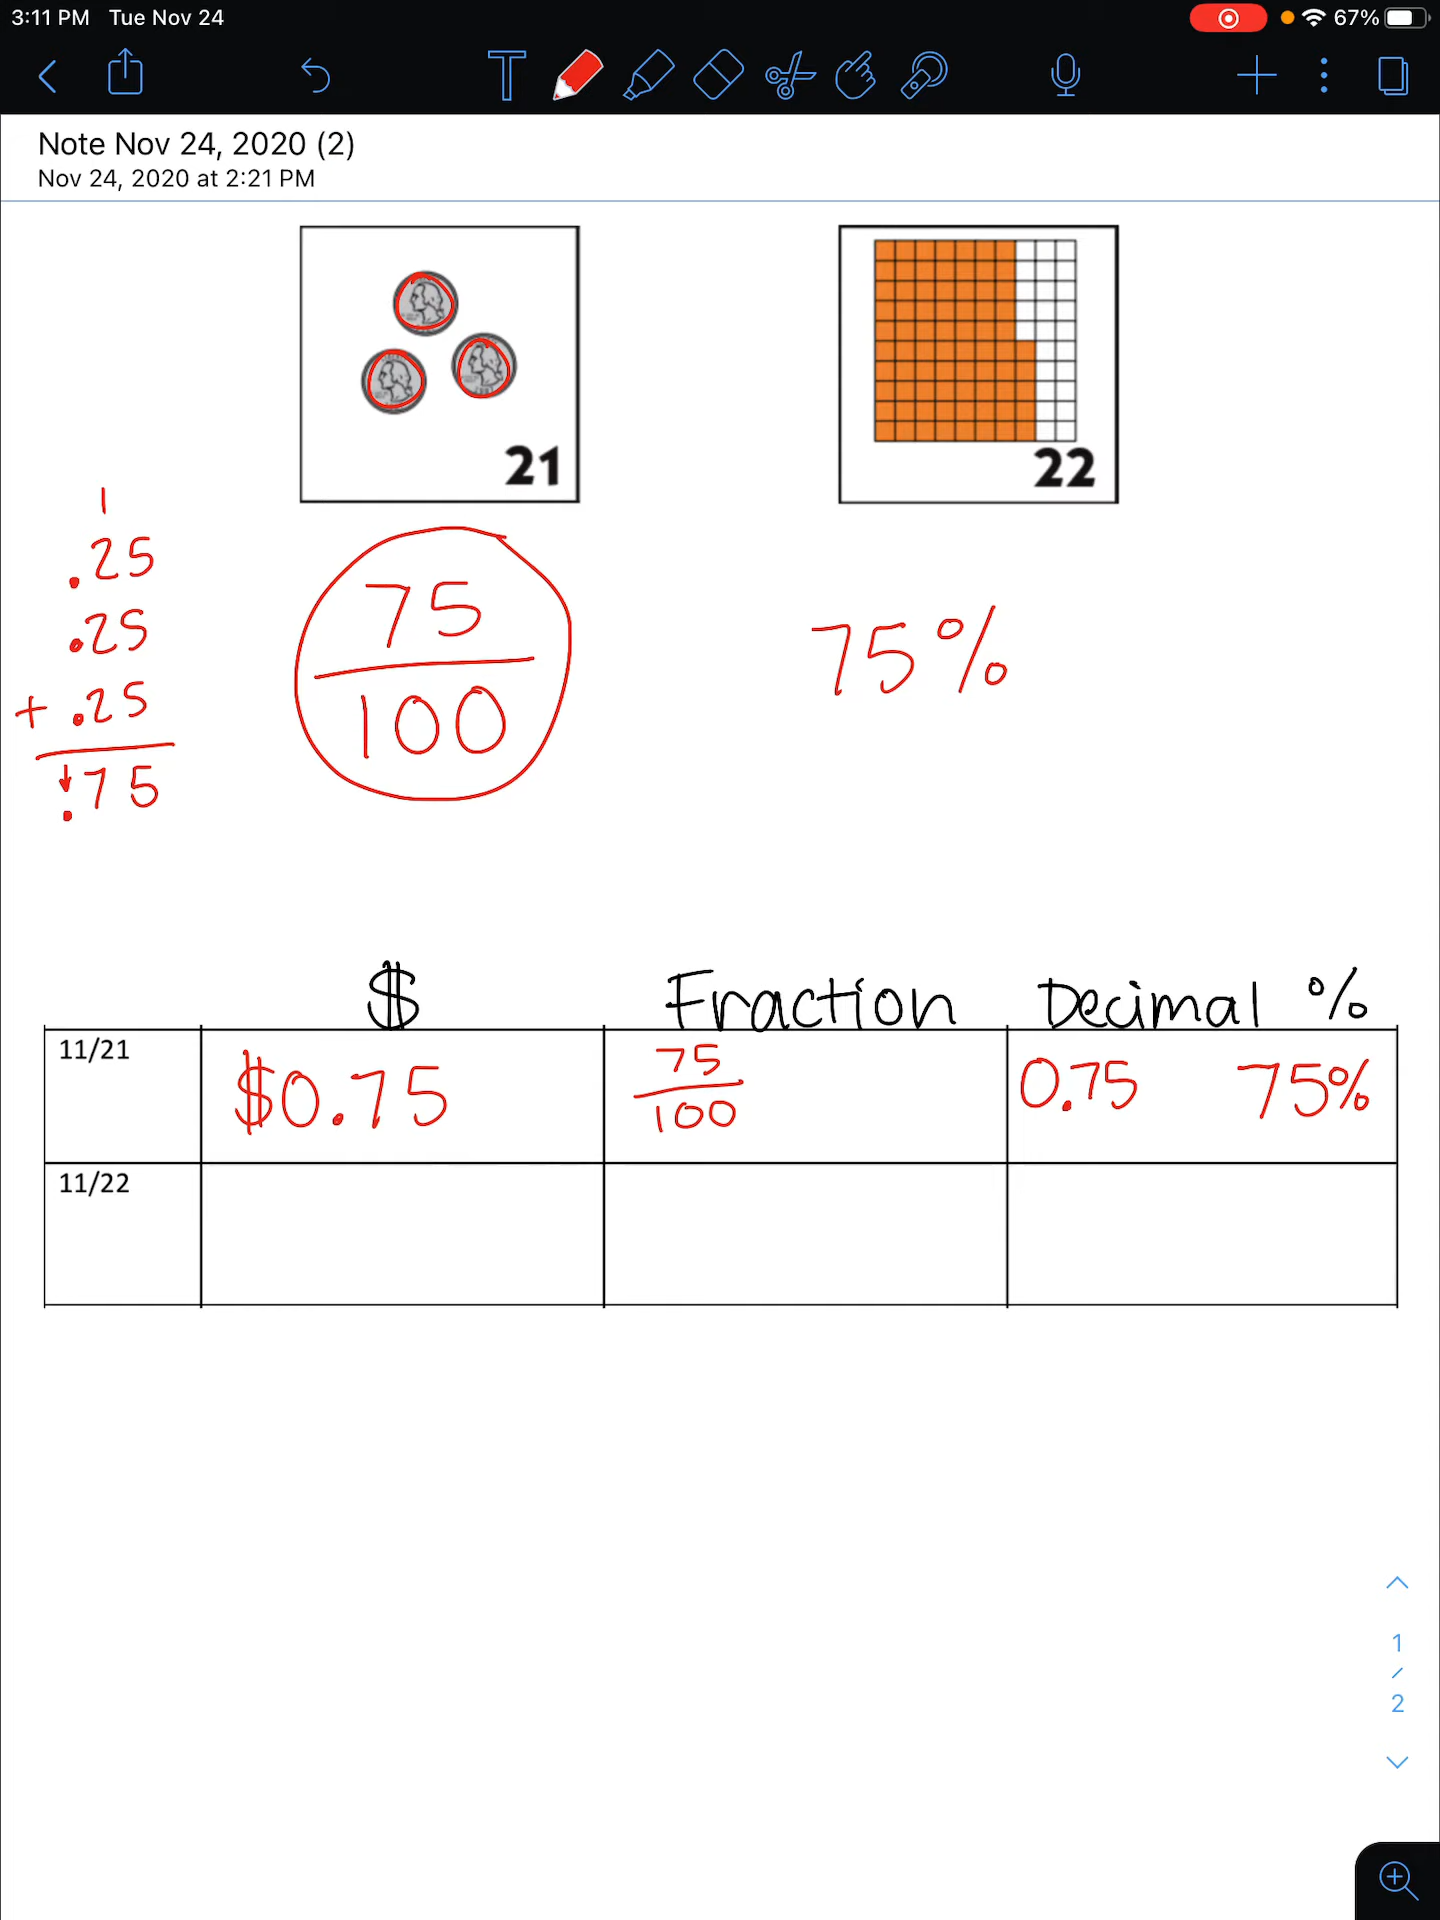 3:11 PM Tue Nov 24
67%
T
Note Nov 24, 2020 (2)
Nov 24, 2020 at 2:21 PM
21
22
1
.25
.25
+ .25
.75
75
100
75%
$ Fraction Decimal %
11/21 $0.75 75/100 0.75 75%
11/22
1
/
2